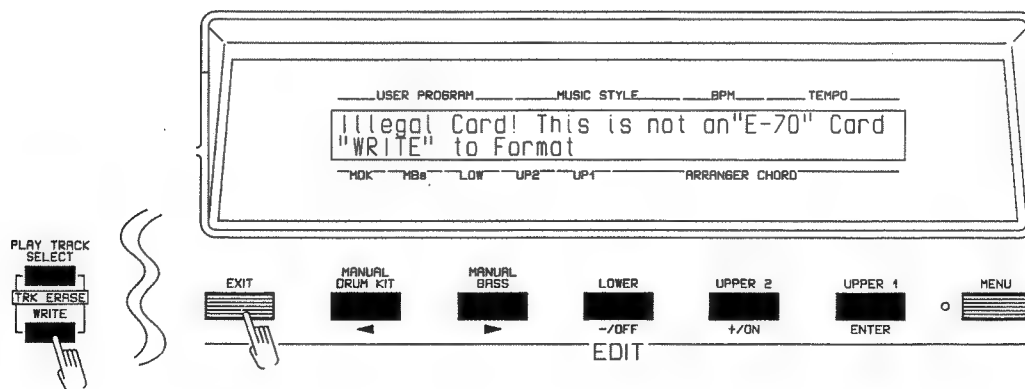 USER PROGRAM MUSIC STYLE BPM TEMPO
Illegal Card! This is not an"E-70" Card
"WRITE" to Format
MDK MBs LOW UP2 UP1 ARRANGER CHORD
PLAY TRACK
SELECT
TRK ERASE
WRITE
EXIT
MANUAL
DRUM KIT
MANUAL
BASS
LOWER
UPPER 2
UPPER 1
MENU
-/OFF
+/ON
ENTER
EDIT